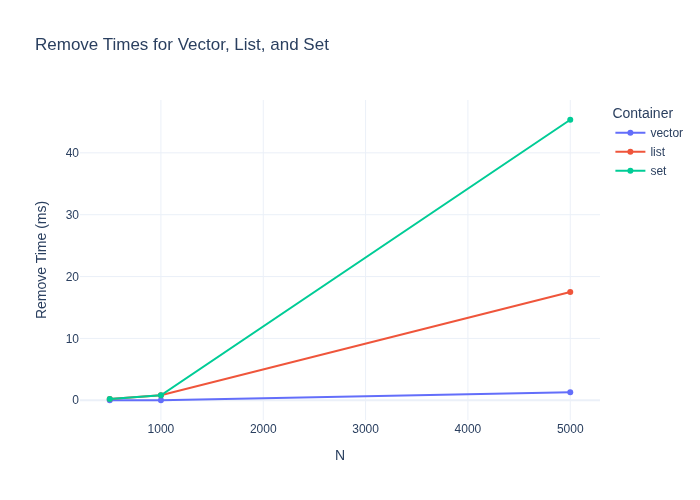 Remove Times for Vector, List, and Set
Container
vector
list
set
Remove Time (ms)
40
30
20
10
0
1000 2000 3000 4000 5000
N